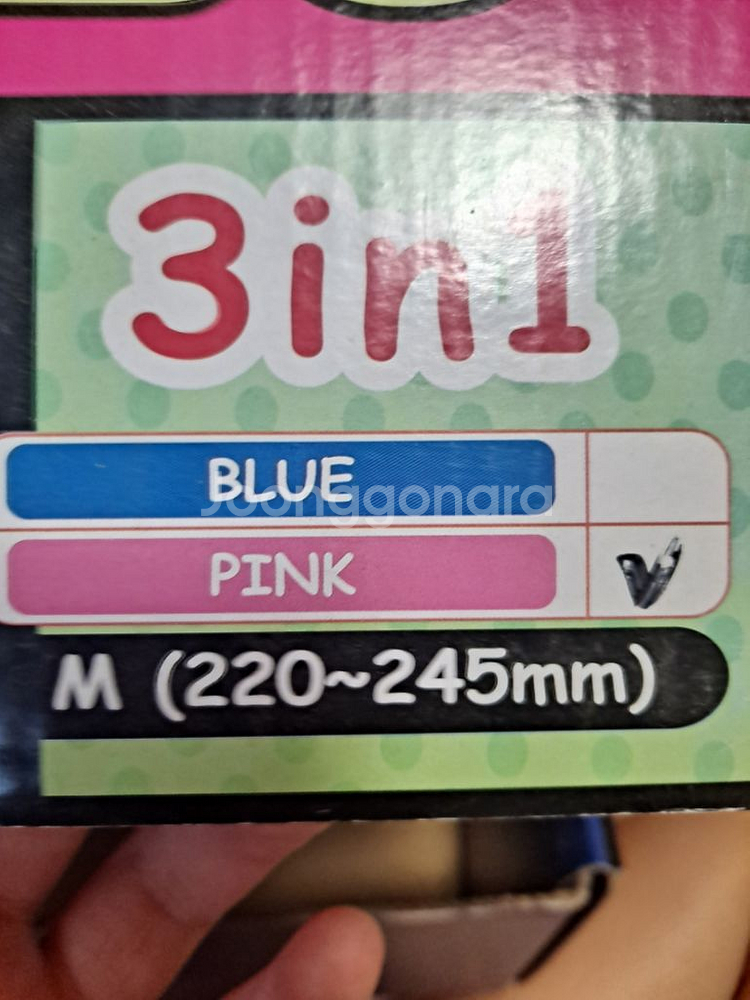 3in1
BLUE
Joonggonara
PINK
M (220~245mm)